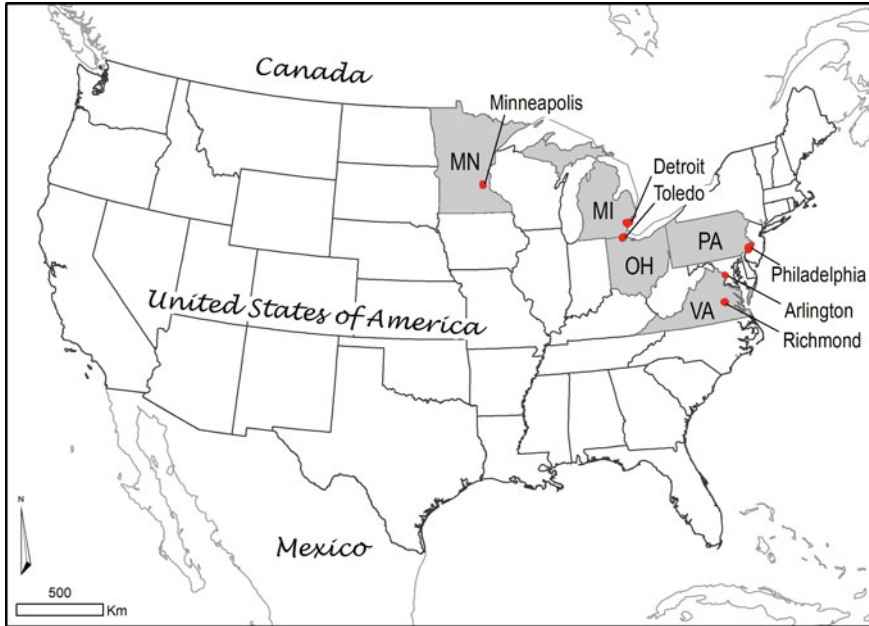 Canada
Minneapolis
MN
Detroit
Toledo
MI
PA
OH
Philadelphia
United States of America
VA
Arlington
Richmond
N
Mexico
500
Km